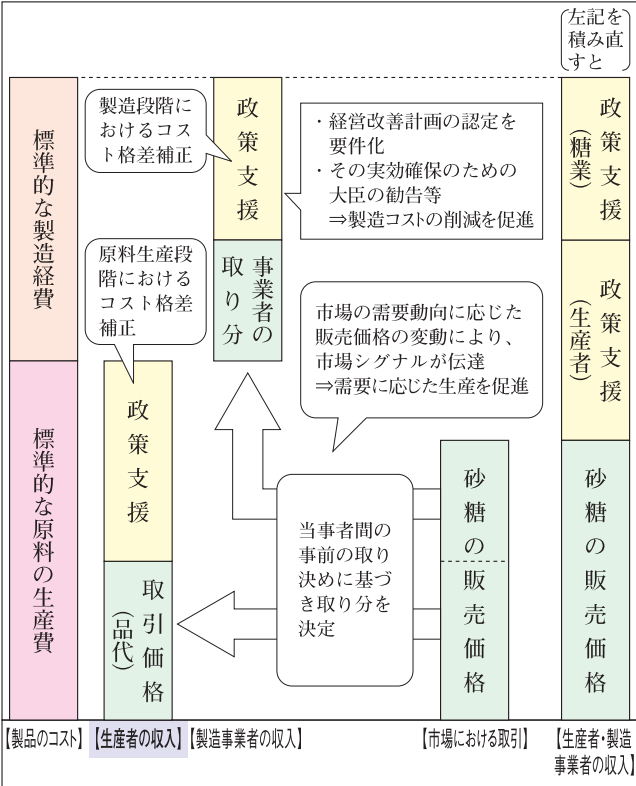 左記を
積み直
すと
標準的な製造経費
標準的な原料の生産費
製造段階に
おけるコス
ト格差補正
政策支援
・経営改善計画の認定を
要件化
・その実効確保のための
大臣の勧告等
⇒製造コストの削減を促進
事業者の
取り分
原料生産段
階における
コスト格差
補正
政策支援
取引価格
(品代)
市場の需要動向に応じた
販売価格の変動により、
市場シグナルが伝達
⇒需要に応じた生産を促進
当事者間の
事前の取り
決めに基づ
き取り分を
決定
砂糖の販売価格
政策支援
(糖業)
政策支援
(生産者)
砂糖の販売価格
【製品のコスト】
【生産者の収入】
【製造事業者の収入】
【市場における取引】
【生産者・製造
事業者の収入】